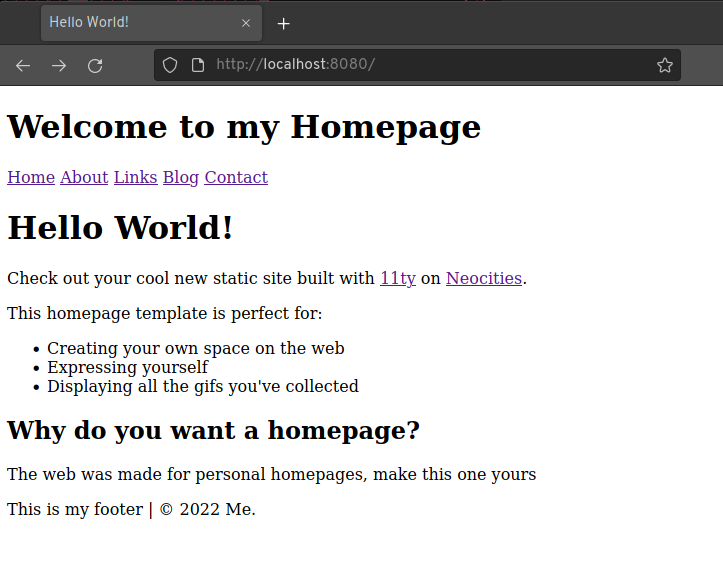 Hello World!
http://localhost:8080/
Welcome to my Homepage
Home About Links Blog Contact
Hello World!
Check out your cool new static site built with 11ty on Neocities.
This homepage template is perfect for:
• Creating your own space on the web
• Expressing yourself
• Displaying all the gifs you've collected
Why do you want a homepage?
The web was made for personal homepages, make this one yours
This is my footer | © 2022 Me.